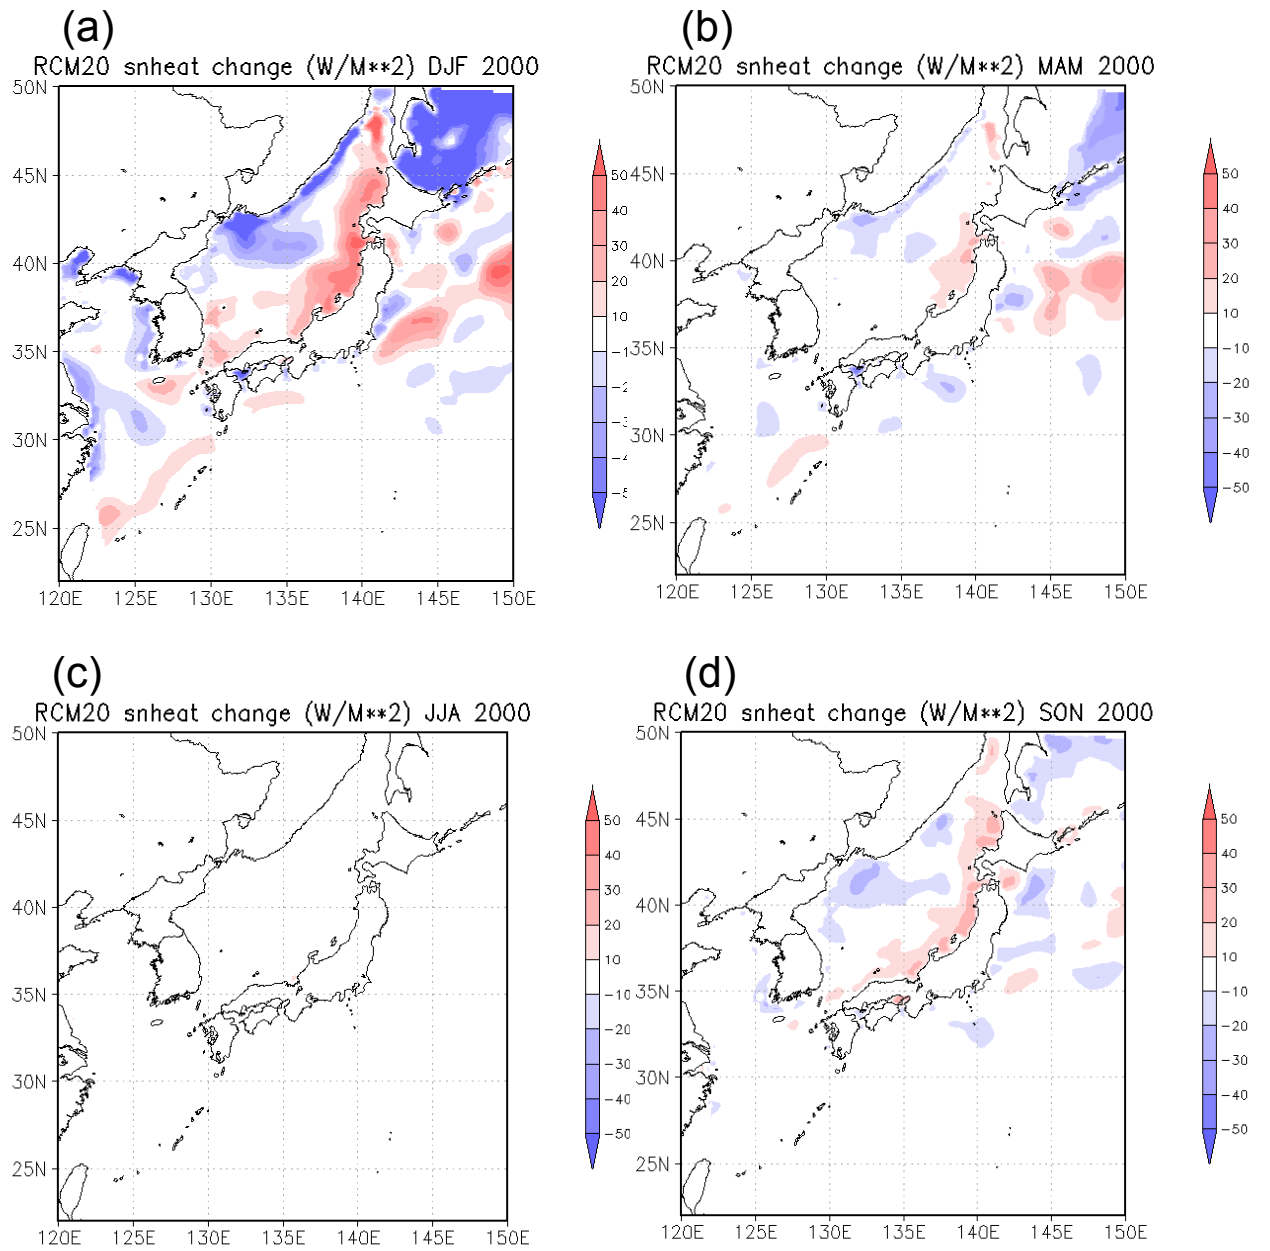 (a)
RCM20 snheat change (W/M**2) DJF 2000
50N
45N
40N
35N
30N
25N
120E 125E 130E 135E 140E 145E 150E
50
40
30
20
10
(b)
RCM20 snheat change (W/M**2) MAM 2000
50N
45N
40N
35N
30N
25N
120E 125E 130E 135E 140E 145E 150E
50
40
30
20
10
-10
-20
-30
-40
-50
(c)
RCM20 snheat change (W/M**2) JJA 2000
50N
45N
40N
35N
30N
25N
120E 125E 130E 135E 140E 145E 150E
50
40
30
20
10
-10
-20
-30
-40
-50
(d)
RCM20 snheat change (W/M**2) SON 2000
50N
45N
40N
35N
30N
25N
120E 125E 130E 135E 140E 145E 150E
50
40
30
20
10
-10
-20
-30
-40
-50